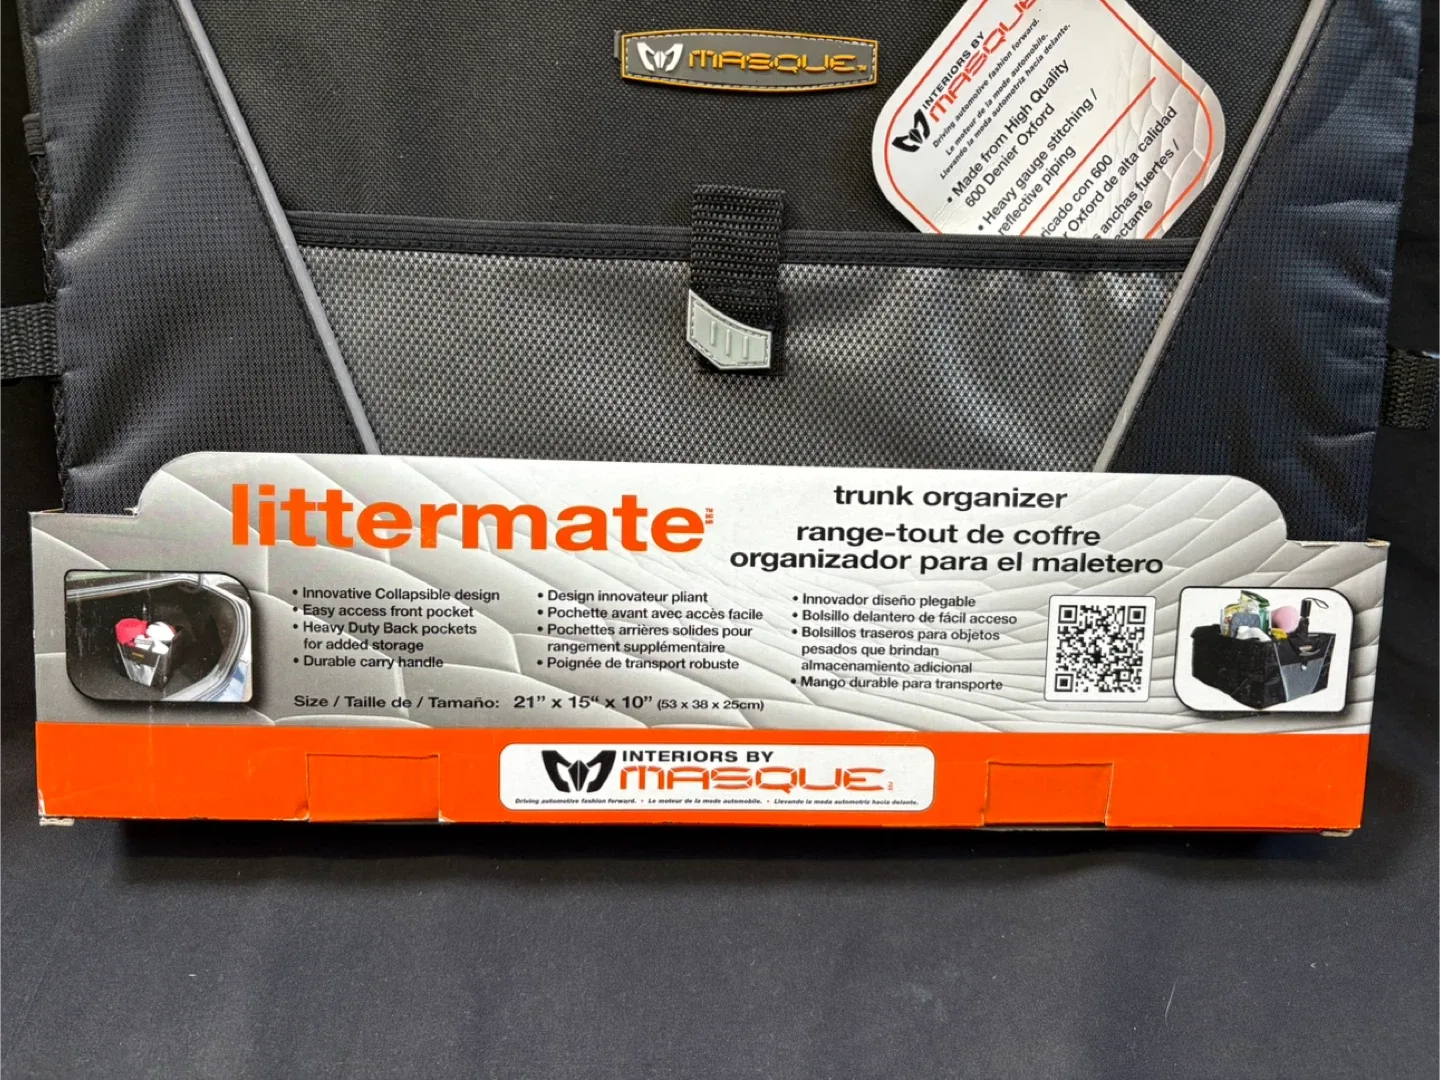 MASQUE™
INTERIORS BY
MASQUE
Driving automotive fashion forward.
Le moteur de la mode automobile.
Llevando la moda automotriz hacia delante.
• Made from High Quality
600 Denier Oxford
• Heavy gauge stitching /
reflective piping
ricado con 600
r Oxford de alta calidad
s anchas fuertes /
ectante
littermate
trunk organizer
range-tout de coffre
organizador para el maletero
• Innovative Collapsible design
• Easy access front pocket
• Heavy Duty Back pockets
for added storage
• Durable carry handle
• Design innovateur pliant
• Pochette avant avec accès facile
• Pochettes arrières solides pour
rangement supplémentaire
• Poignée de transport robuste
• Innovador diseño plegable
• Bolsillo delantero de fácil acceso
• Bolsillos traseros para objetos
pesados que brindan
almacenamiento adicional
• Mango durable para transporte
Size / Taille de / Tamaño: 21” x 15“ x 10” (53 x 38 x 25cm)
INTERIORS BY
MASQUE
Driving automotive fashion forward. • Le moteur de la mode automobile. • Llevando la moda automotriz hacia delante.